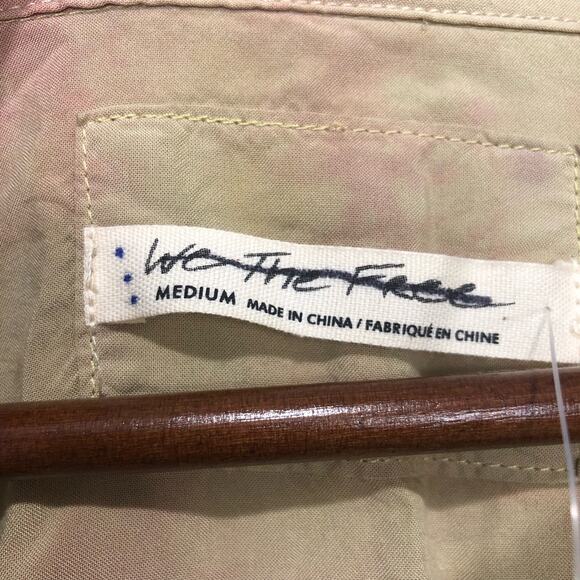 We The Free
MEDIUM MADE IN CHINA / FABRIQUÉ EN CHINE